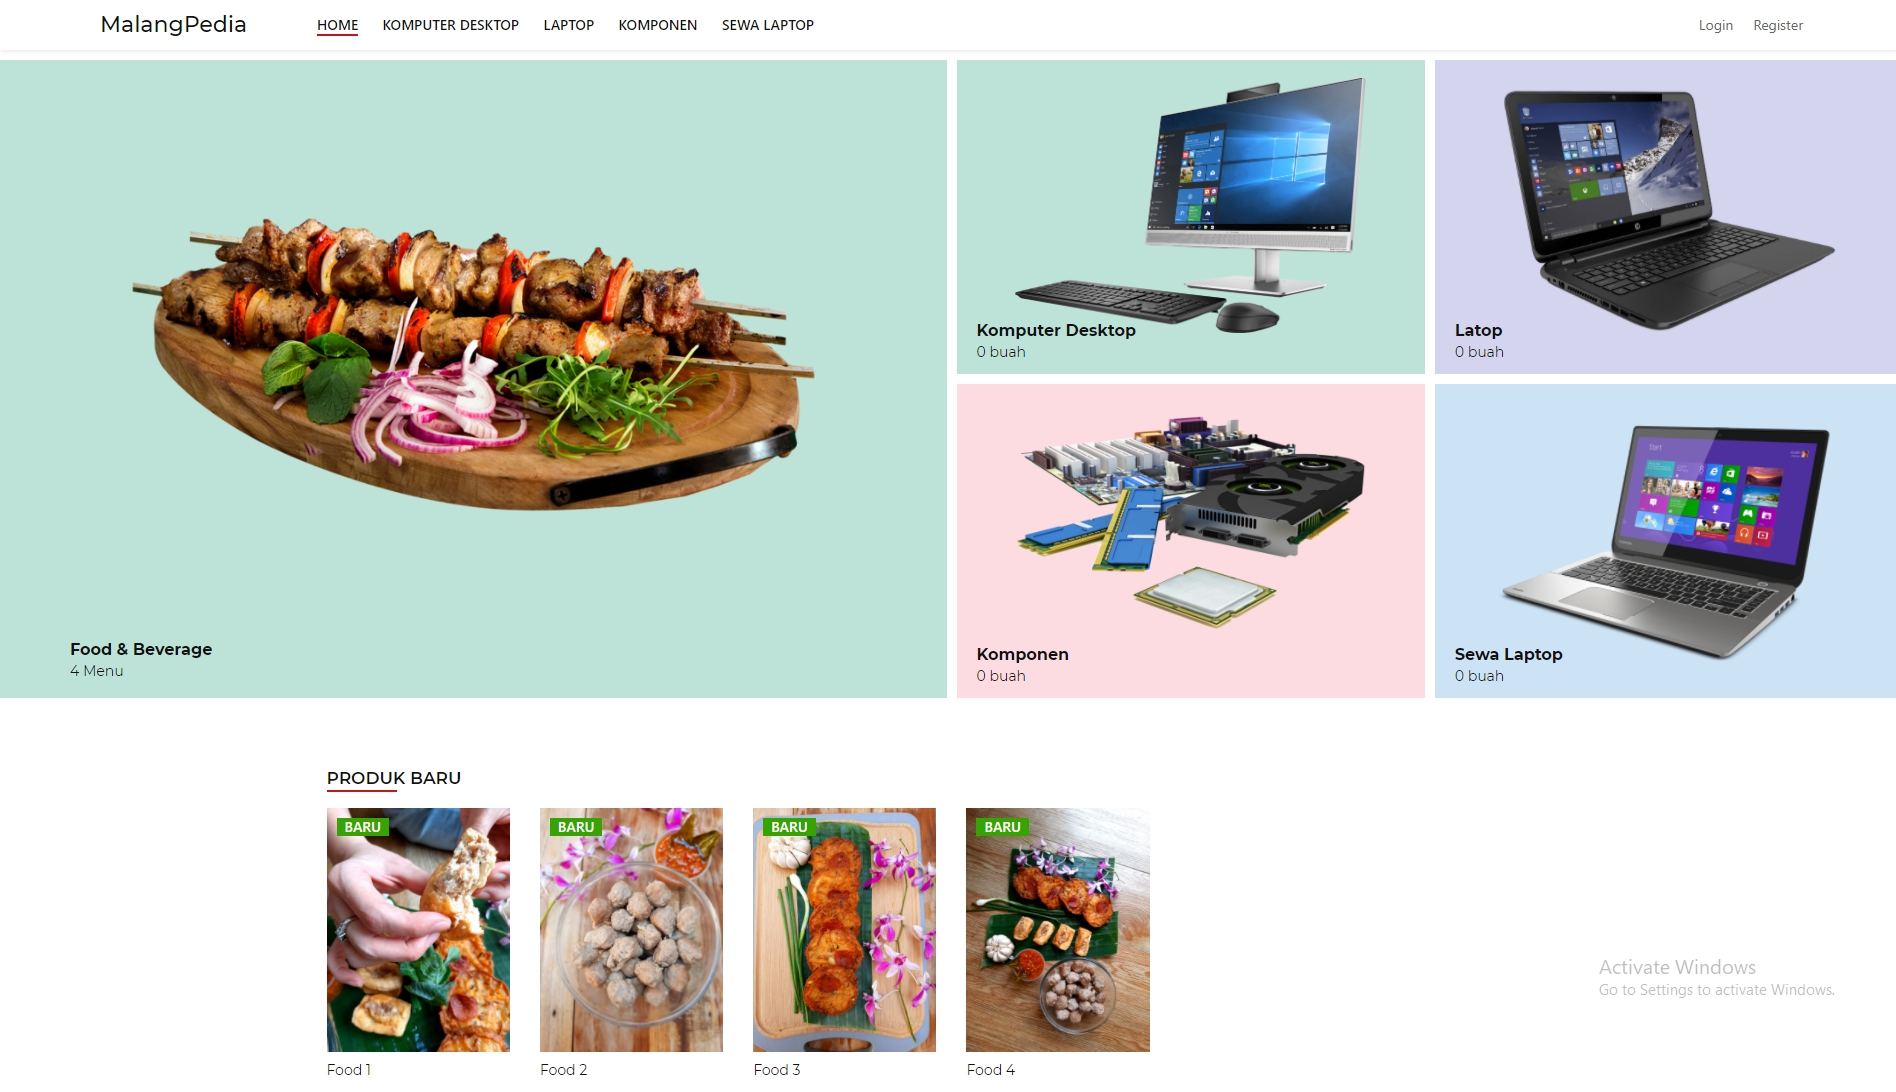 MalangPedia
HOME
KOMPUTER DESKTOP
LAPTOP
KOMPONEN
SEWA LAPTOP
Login
Register
Food & Beverage
4 Menu
Komputer Desktop
0 buah
Latop
0 buah
Komponen
0 buah
Sewa Laptop
0 buah
PRODUK BARU
BARU
BARU
BARU
BARU
Food 1
Food 2
Food 3
Food 4
Activate Windows
Go to Settings to activate Windows.